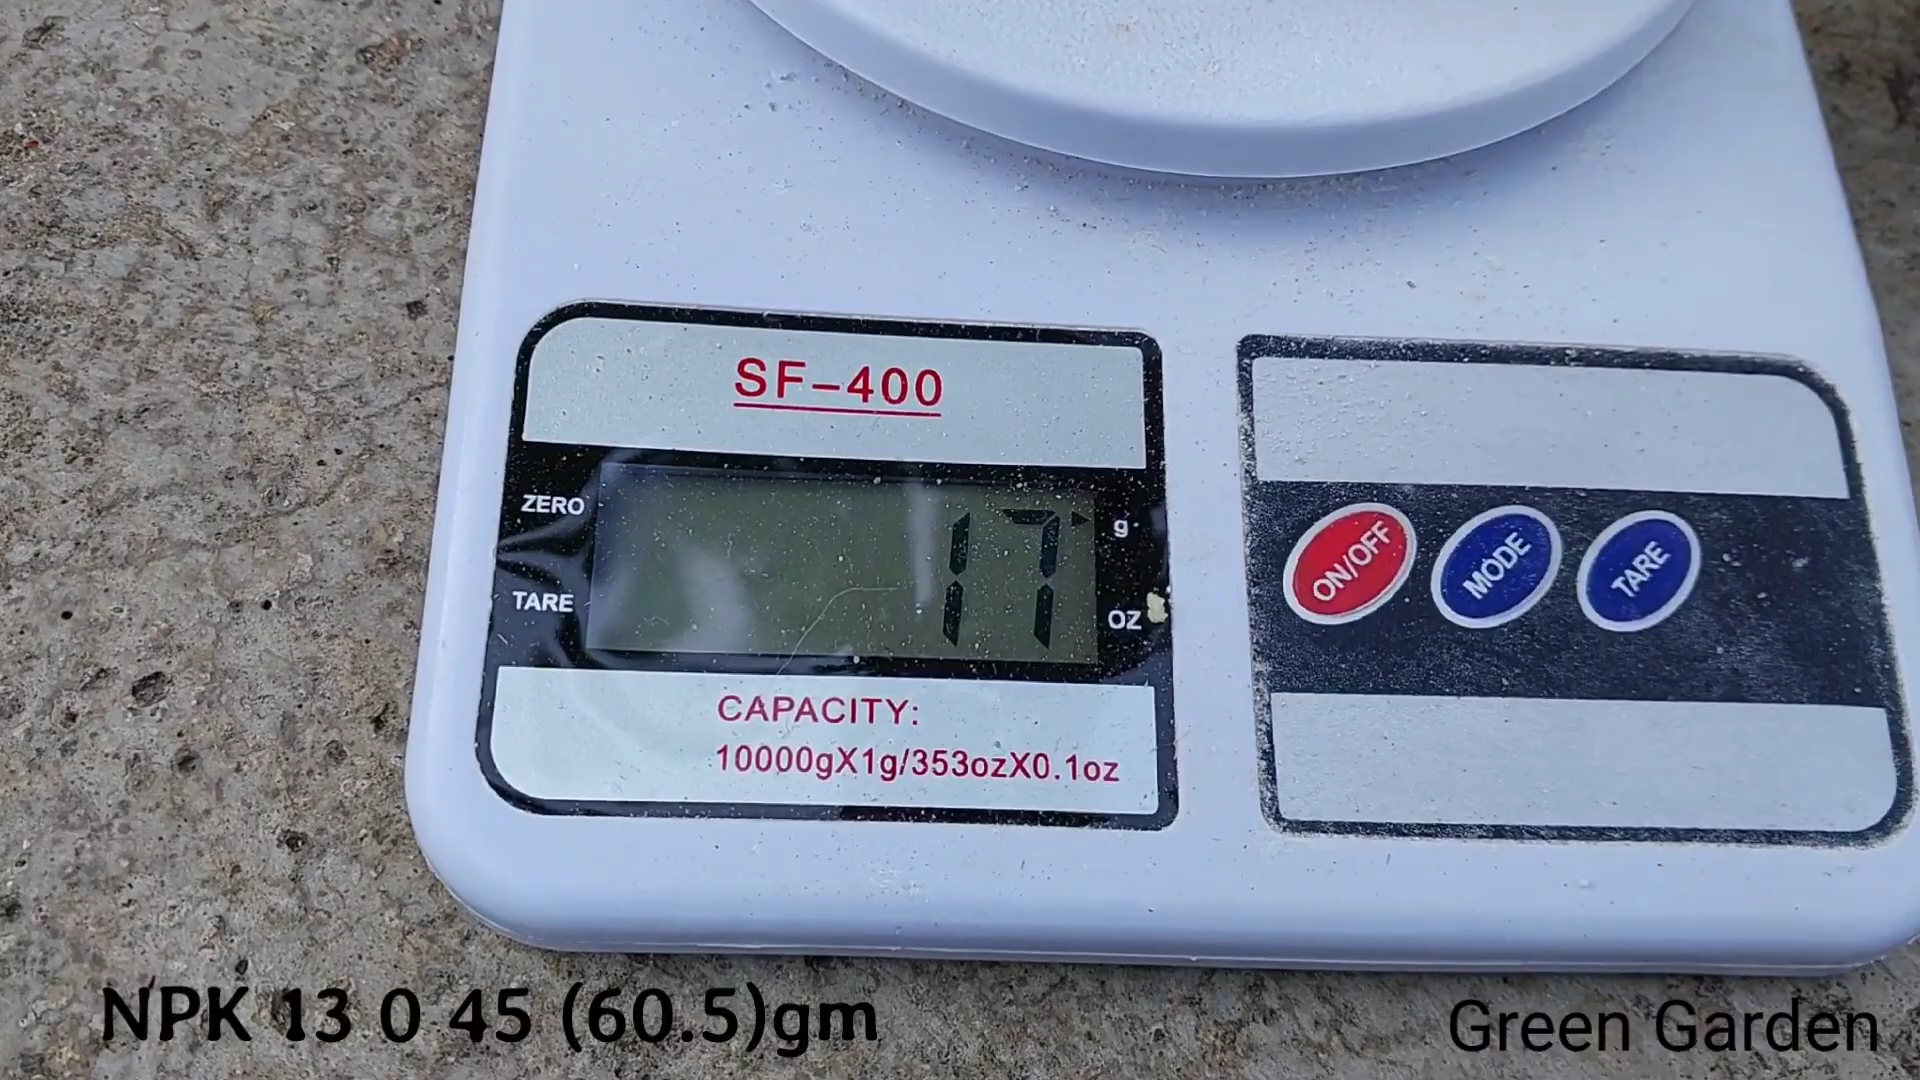 SF-400
ZERO
TARE
17
g
OZ
CAPACITY:
10000gX1g/353ozX0.1oz
ON/OFF
MODE
TARE
NPK 13 0 45 (60.5)gm
Green Garden